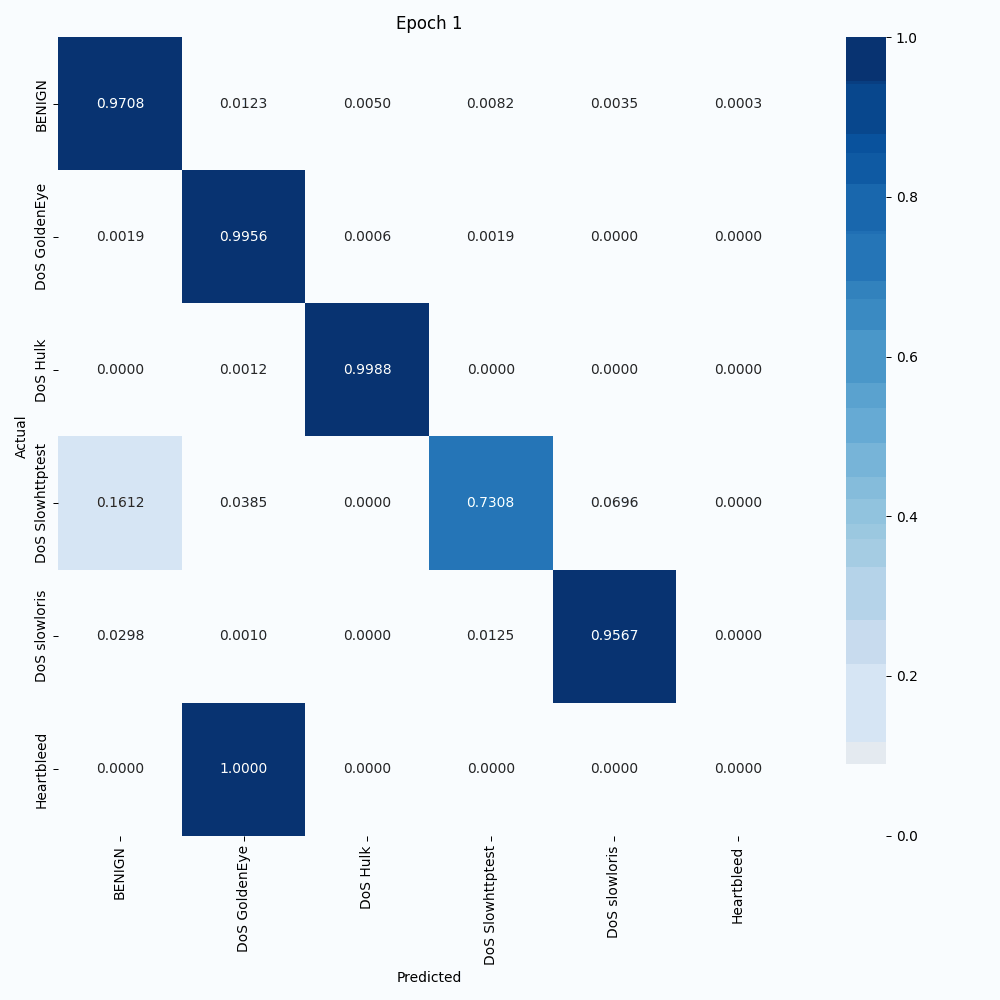 Epoch 1
1.0
BENIGN 0.9708 0.0123 0.0050 0.0082 0.0035 0.0003
0.8
DoS GoldenEye 0.0019 0.9956 0.0006 0.0019 0.0000 0.0000
DoS Hulk 0.0000 0.0012 0.9988 0.0000 0.0000 0.0000
0.6
Actual
DoS Slowhttptest 0.1612 0.0385 0.0000 0.7308 0.0696 0.0000
0.4
DoS slowloris 0.0298 0.0010 0.0000 0.0125 0.9567 0.0000
0.2
Heartbleed 0.0000 1.0000 0.0000 0.0000 0.0000 0.0000
0.0
BENIGN
DoS GoldenEye
DoS Hulk
DoS Slowhttptest
DoS slowloris
Heartbleed
Predicted